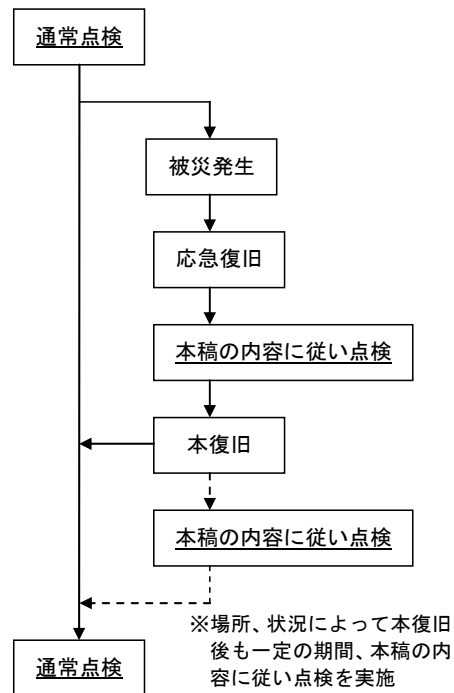 通常点検
被災発生
応急復旧
本稿の内容に従い点検
本復旧
本稿の内容に従い点検
※場所、状況によって本復旧
後も一定の期間、本稿の内
容に従い点検を実施
通常点検